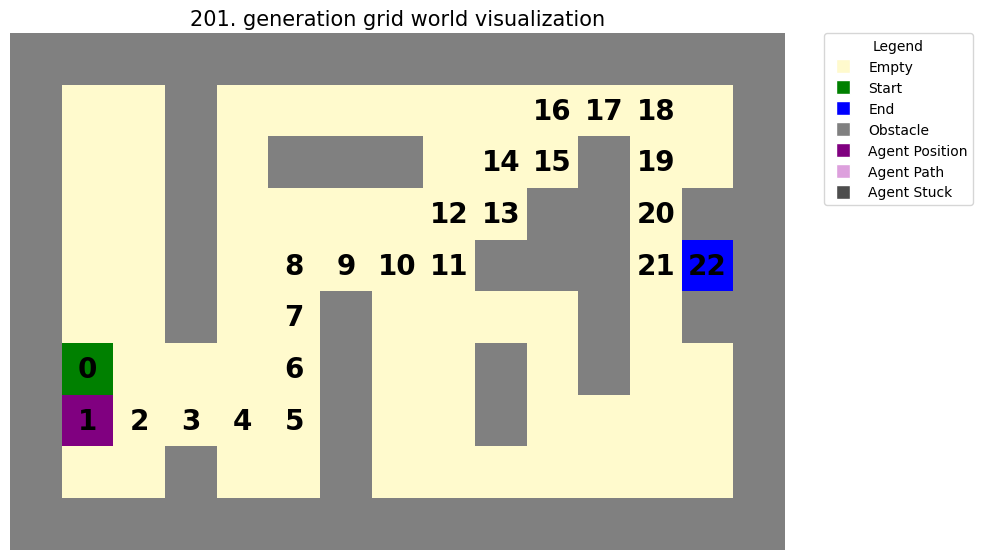 201. generation grid world visualization
Legend
Empty
Start
End
Obstacle
Agent Position
Agent Path
Agent Stuck
16 17 18
14 15 19
12 13 20
8 9 10 11 21 22
7
0 6
1 2 3 4 5